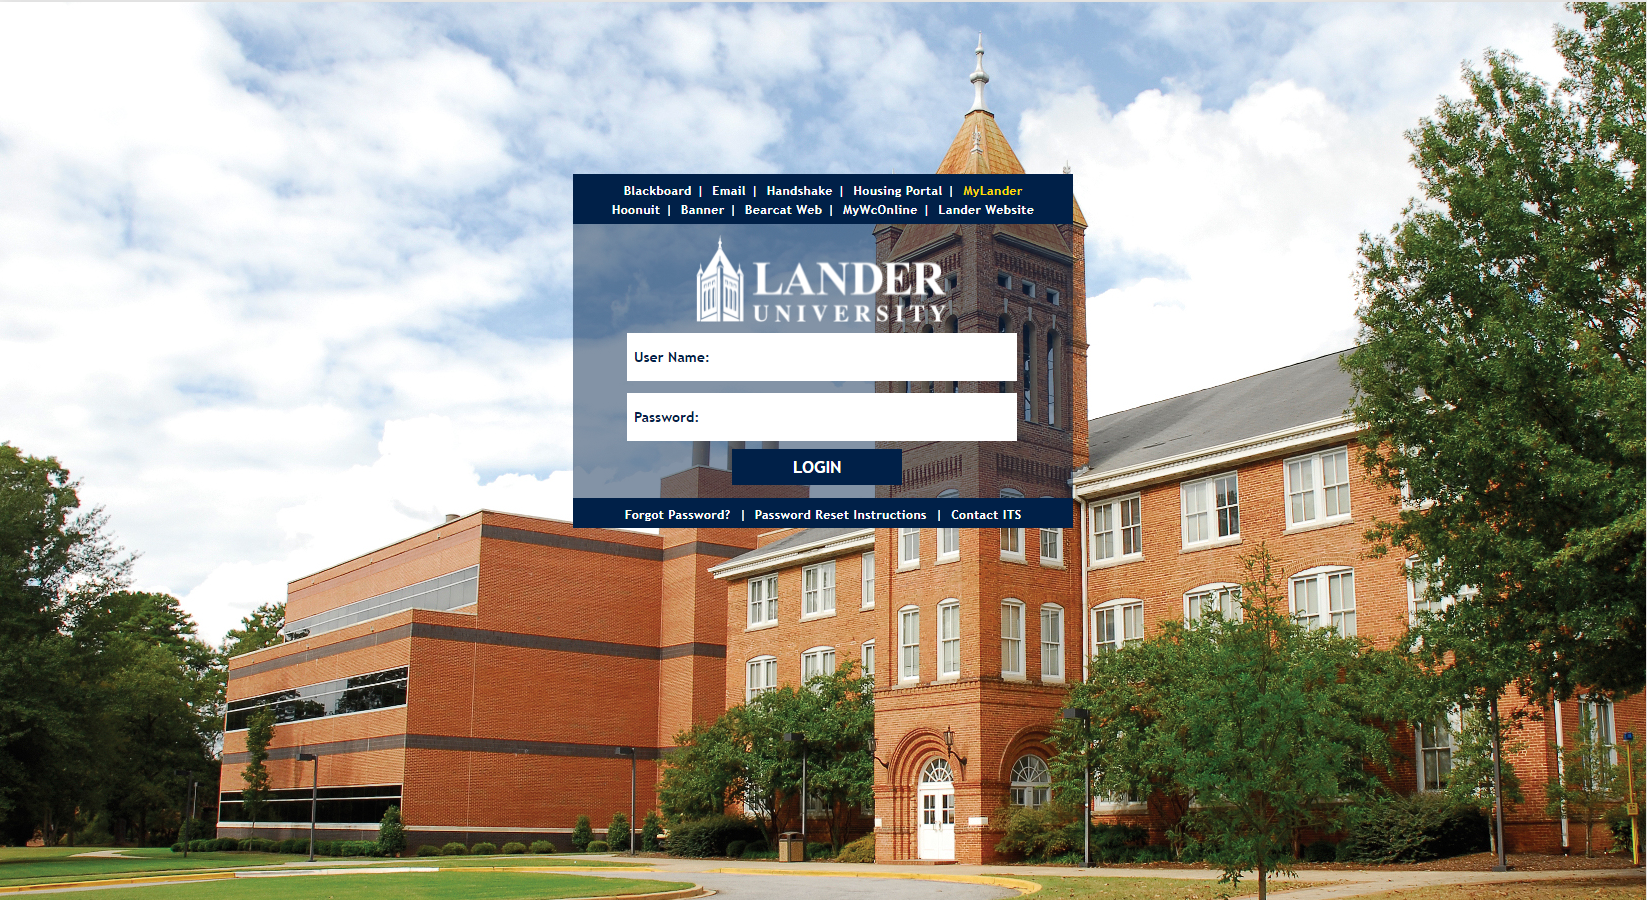 Blackboard | Email | Handshake | Housing Portal | MyLander
Hoonuit | Banner | Bearcat Web | MyWcOnline | Lander Website
LANDER
UNIVERSITY
User Name:
Password:
LOGIN
Forgot Password? | Password Reset Instructions | Contact ITS